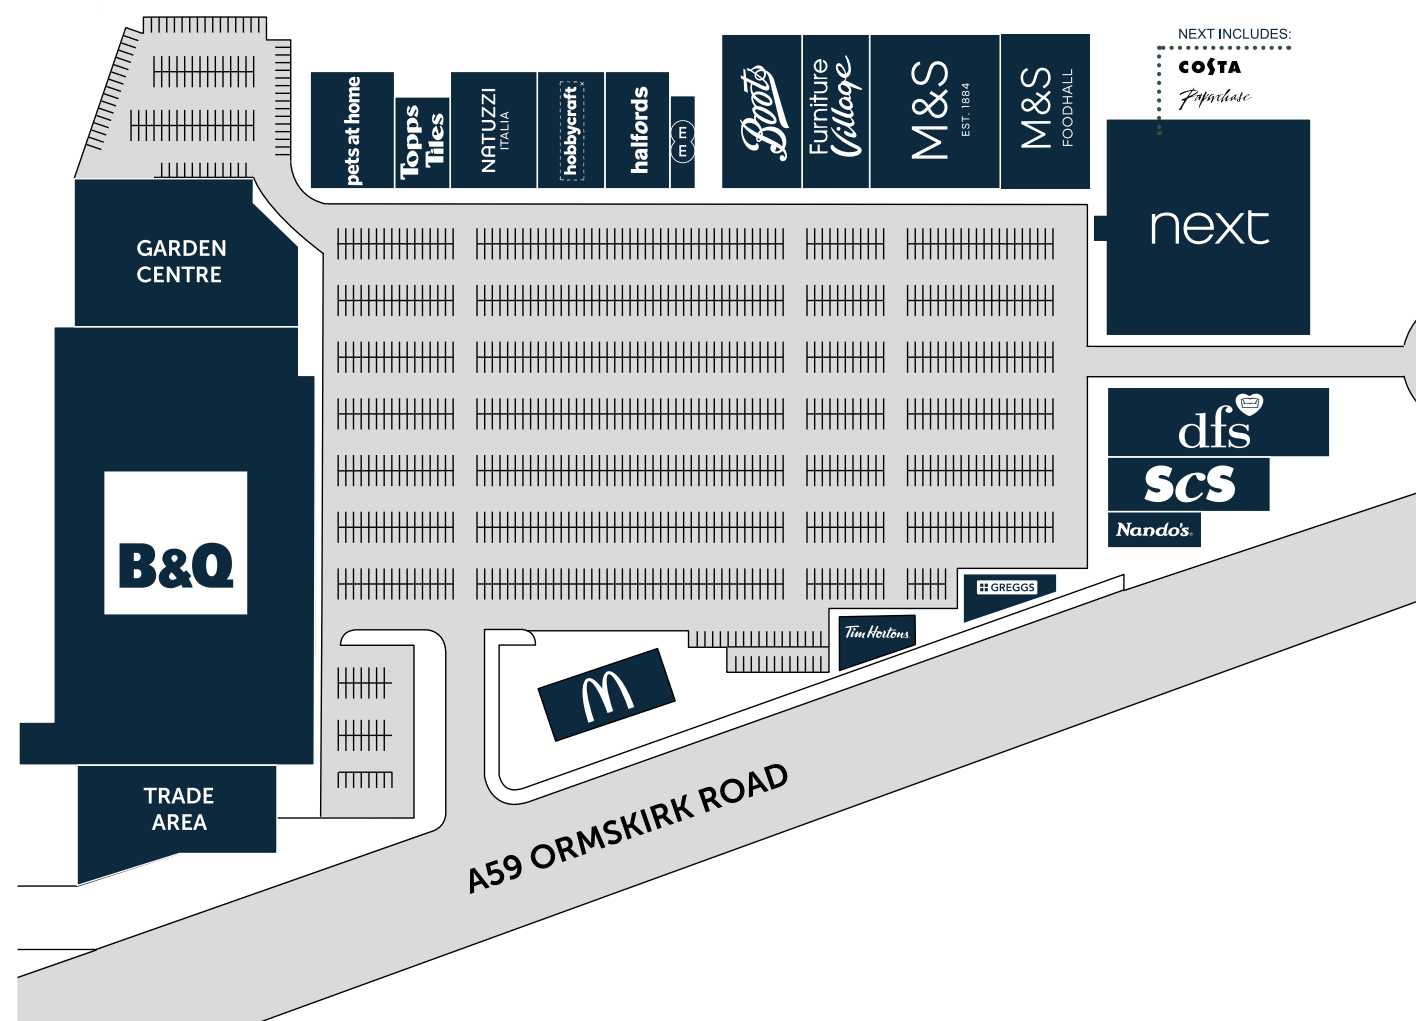 NEXT INCLUDES:
COSTA
Paperchase
pets at home
Topps
Tiles
NATUZZI
ITALIA
hobbycraft
halfords
EE
Boots
Furniture
Village
M&S
EST. 1884
M&S
FOODHALL
next
GARDEN
CENTRE
B&Q
dfs
ScS
Nando's
GREGGS
Tim Hortons
M
TRADE
AREA
A59 ORMSKIRK ROAD